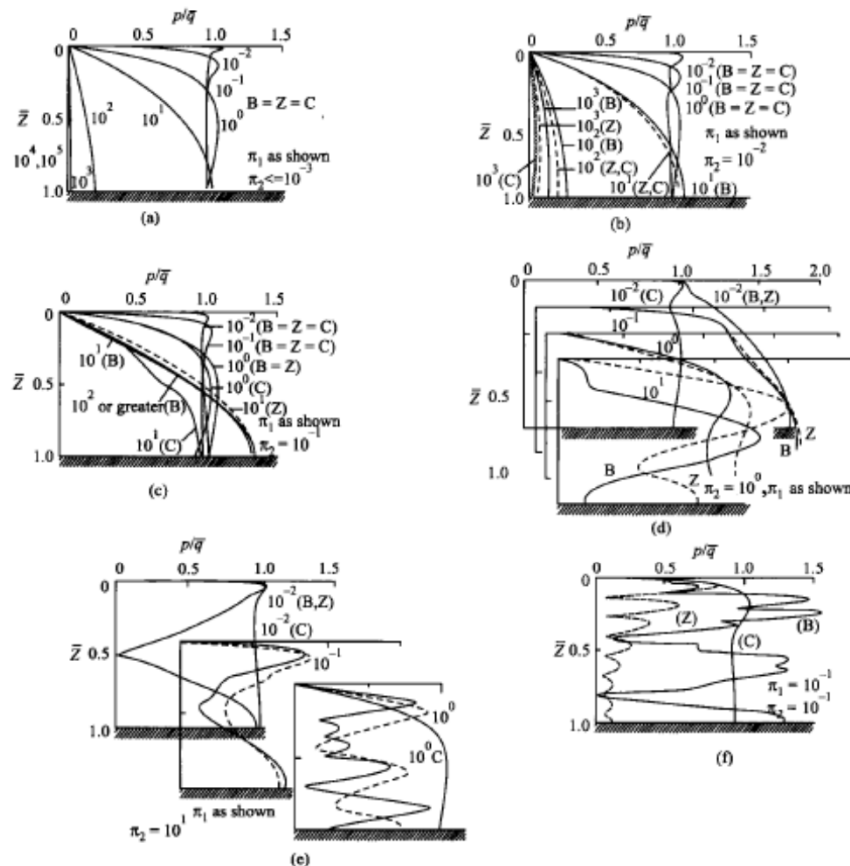 p/q̅
0 0.5 1.0 1.5
0
10⁻²
10⁻¹
B = Z = C
10² 10¹ 10⁰
Z̅ 0.5
10⁴, 10⁵
π₁ as shown
π₂<=10⁻³
10³
1.0
(a)
p/q̅
0 0.5 1.0 1.5
0
10⁻²(B = Z = C)
10⁻¹(B = Z = C)
10⁰(B = Z = C)
10³(B)
10³(Z)
10²(B)
10²(Z,C)
Z̅ 0.5
π₁ as shown
π₂ = 10⁻²
10³(C)
10¹(Z,C)
10¹(B)
1.0
(b)
p/q̅
0 0.5 1.0 1.5
0
10⁻²(B = Z = C)
10⁻¹(B = Z = C)
10⁰(B = Z)
10⁰(C)
10¹(Z)
10¹(B)
Z̅ 0.5
10² or greater(B)
10¹(C)
π₁ as shown
π₂ = 10⁻¹
1.0
(c)
p/q̅
0 0.5 1.0 1.5 2.0
0
10⁻²(C) 10⁻²(B,Z)
10⁻¹
10⁰
10¹
Z̅ 0.5
Z
B
1.0
B
Z
π₂ = 10⁰, π₁ as shown
(d)
p/q̅
0 0.5 1.0 1.5
0
10⁻²(B,Z)
10⁻²(C)
10⁻¹
Z̅ 0.5
10⁰
10⁰C
1.0
π₂ = 10¹ π₁ as shown
(e)
p/q̅
0 0.5 1.0 1.5
0
(Z) (C) (B)
Z̅ 0.5
π₁ = 10⁻¹
π₂ = 10⁻¹
1.0
(f)